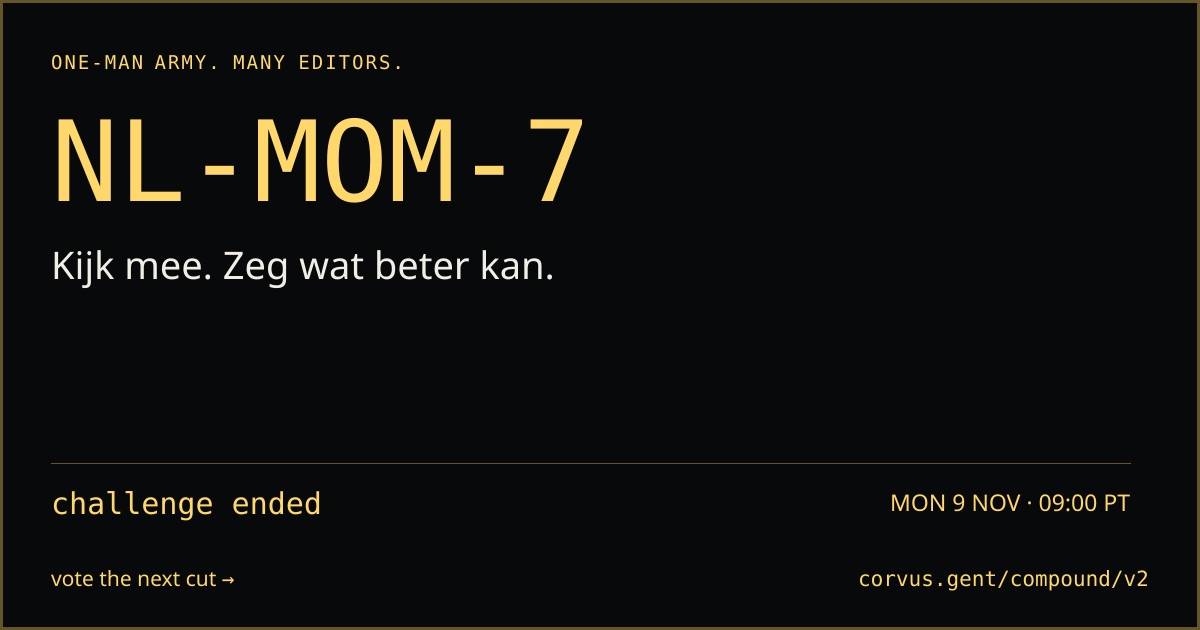 ONE-MAN ARMY. MANY EDITORS.
NL-MOM-7
Kijk mee. Zeg wat beter kan.
challenge ended
MON 9 NOV · 09:00 PT
vote the next cut →
corvus.gent/compound/v2